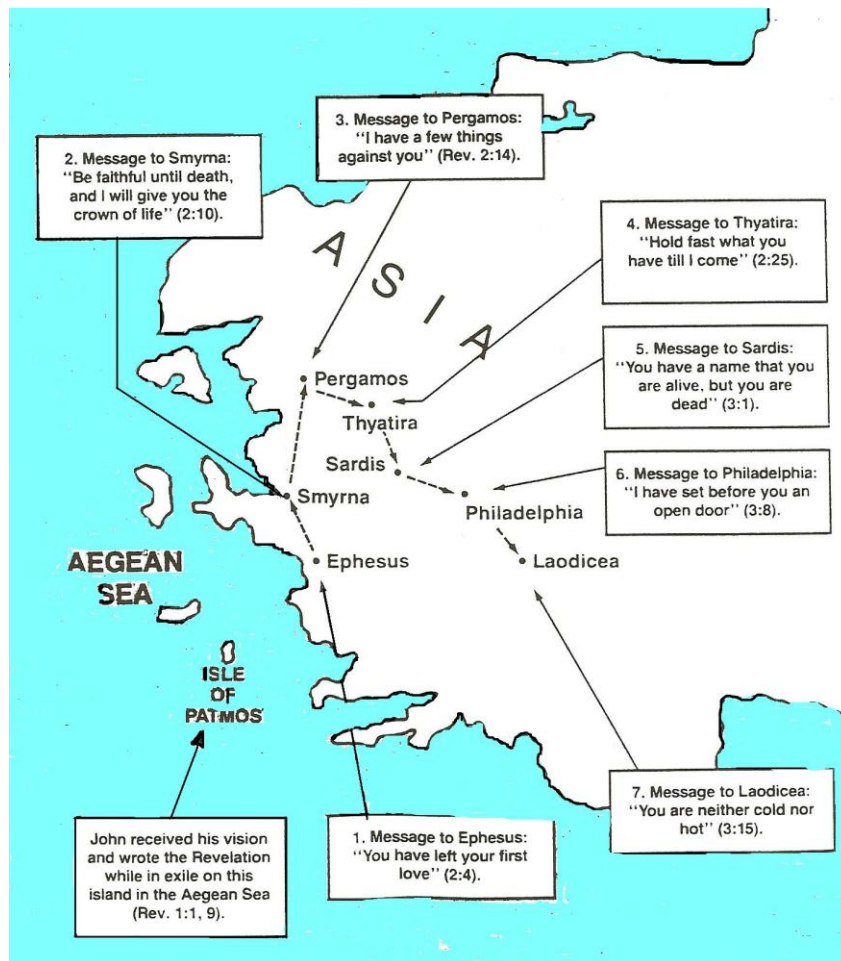 3. Message to Pergamos:
"I have a few things
against you" (Rev. 2:14).
2. Message to Smyrna:
"Be faithful until death,
and I will give you the
crown of life" (2:10).
4. Message to Thyatira:
"Hold fast what you
have till I come" (2:25).
ASIA
5. Message to Sardis:
"You have a name that you
are alive, but you are
dead" (3:1).
Pergamos
Thyatira
Sardis
6. Message to Philadelphia:
"I have set before you an
open door" (3:8).
Smyrna
Philadelphia
Ephesus
Laodicea
AEGEAN
SEA
ISLE
OF
PATMOS
7. Message to Laodicea:
"You are neither cold nor
hot" (3:15).
John received his vision
and wrote the Revelation
while in exile on this
island in the Aegean Sea
(Rev. 1:1, 9).
1. Message to Ephesus:
"You have left your first
love" (2:4).